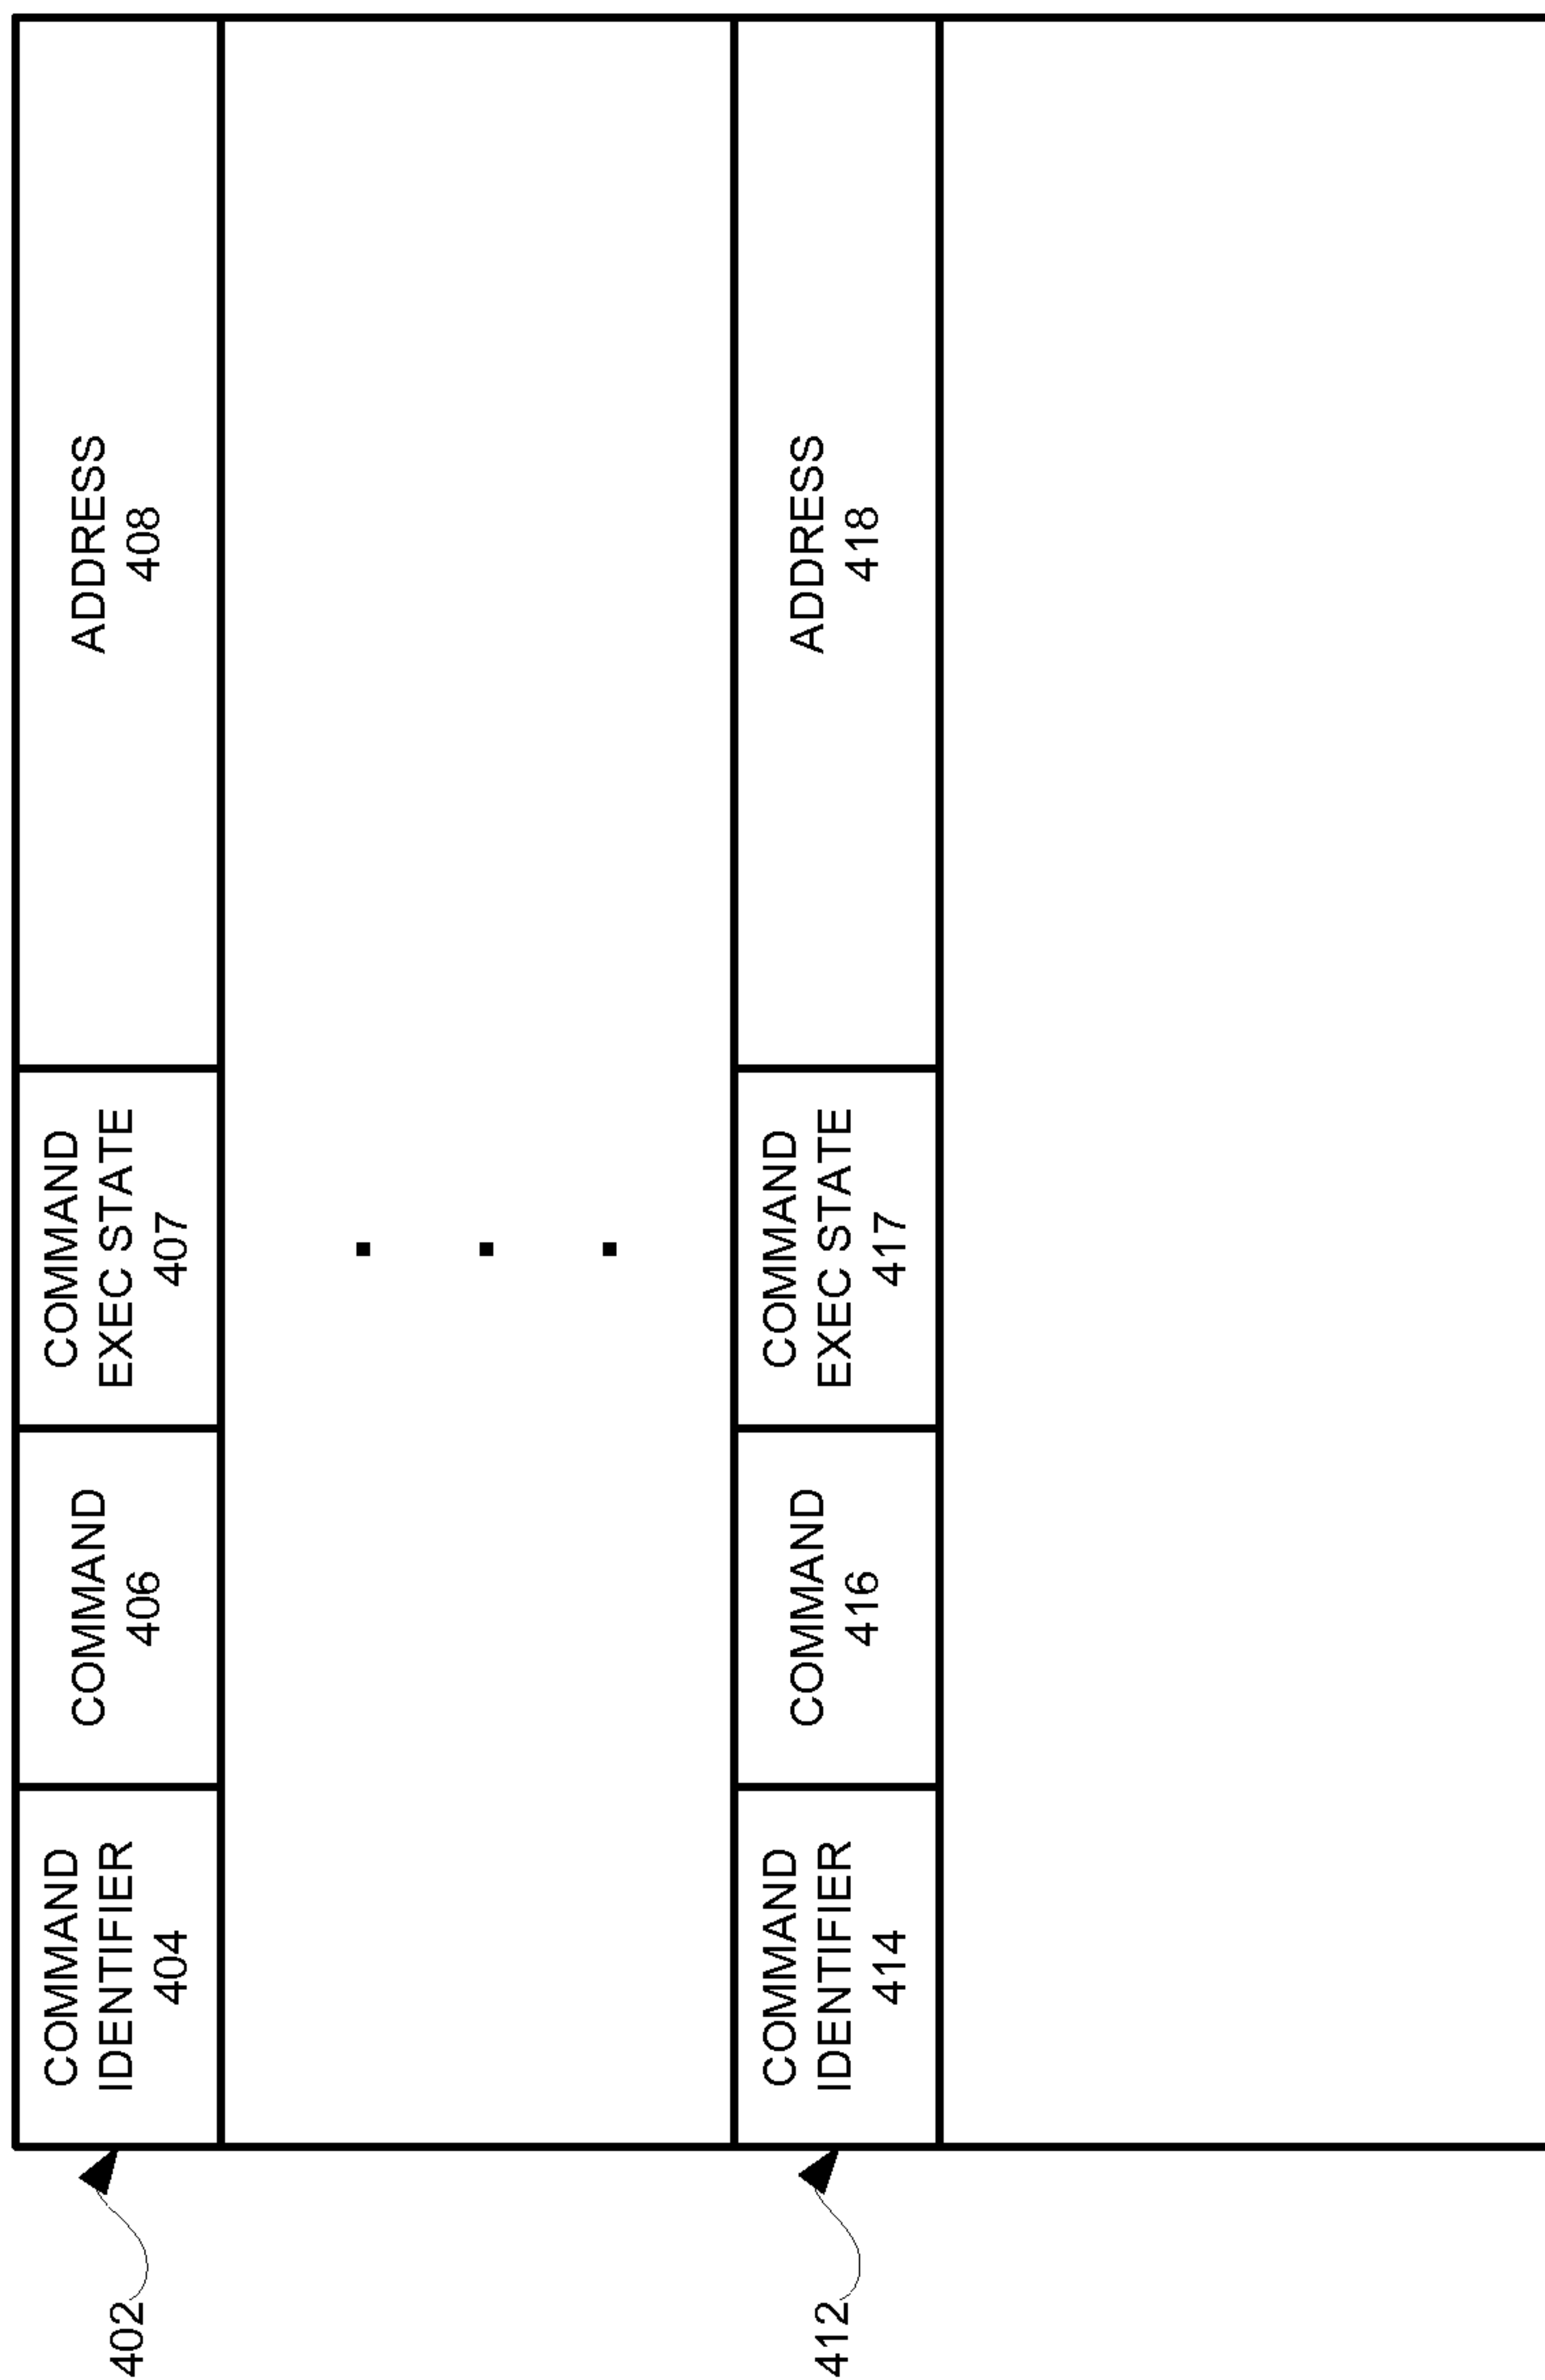 402
COMMAND
IDENTIFIER
404
COMMAND
406
COMMAND
EXEC STATE
407
ADDRESS
408
412
COMMAND
IDENTIFIER
414
COMMAND
416
COMMAND
EXEC STATE
417
ADDRESS
418